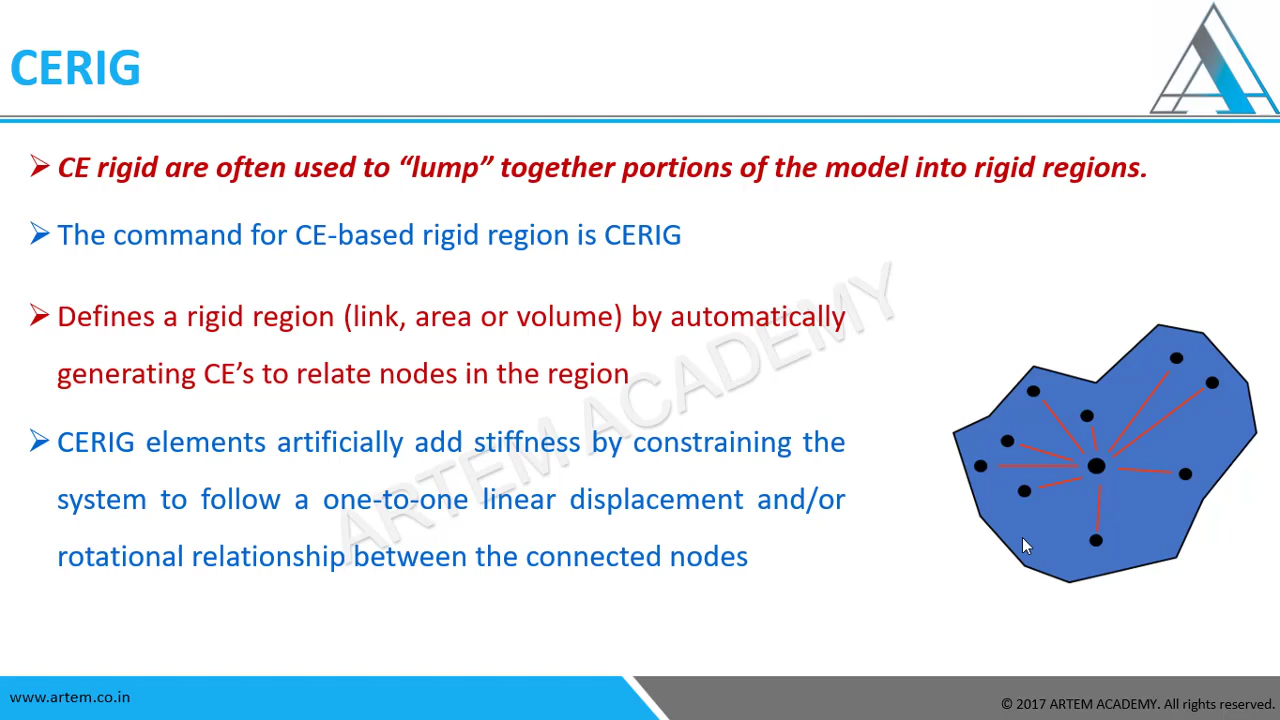 CERIG
➢ CE rigid are often used to “lump” together portions of the model into rigid regions.
➢ The command for CE-based rigid region is CERIG
➢ Defines a rigid region (link, area or volume) by automatically
generating CE’s to relate nodes in the region
➢ CERIG elements artificially add stiffness by constraining the
system to follow a one-to-one linear displacement and/or
rotational relationship between the connected nodes
ARTEM ACADEMY
www.artem.co.in
© 2017 ARTEM ACADEMY. All rights reserved.